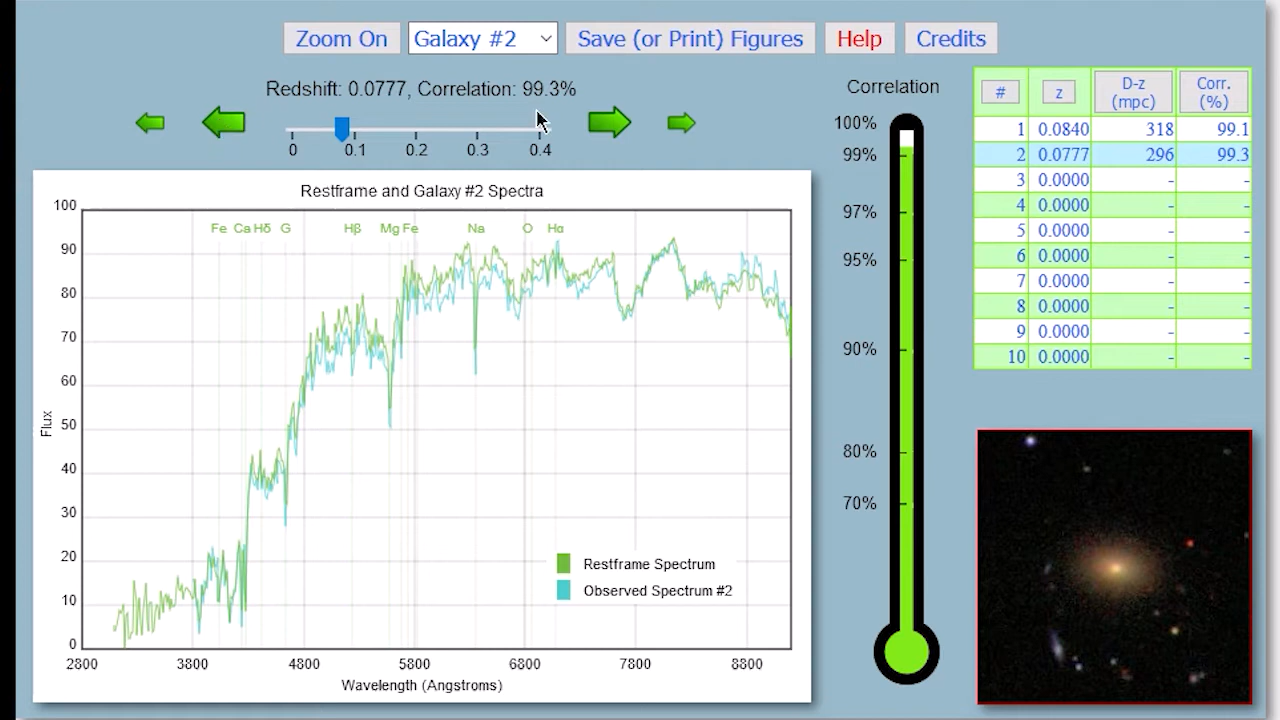 Zoom On Galaxy #2 Save (or Print) Figures Help Credits
Redshift: 0.0777, Correlation: 99.3%
0 0.1 0.2 0.3 0.4
Restframe and Galaxy #2 Spectra
100
90
80
70
60
50
40
30
20
10
0
Flux
Fe Ca Hδ G Hβ Mg Fe Na O Hα
Restframe Spectrum
Observed Spectrum #2
2800 3800 4800 5800 6800 7800 8800
Wavelength (Angstroms)
Correlation
100%
99%
97%
95%
90%
80%
70%
# z D-z (mpc) Corr. (%)
1 0.0840 318 99.1
2 0.0777 296 99.3
3 0.0000 - -
4 0.0000 - -
5 0.0000 - -
6 0.0000 - -
7 0.0000 - -
8 0.0000 - -
9 0.0000 - -
10 0.0000 - -